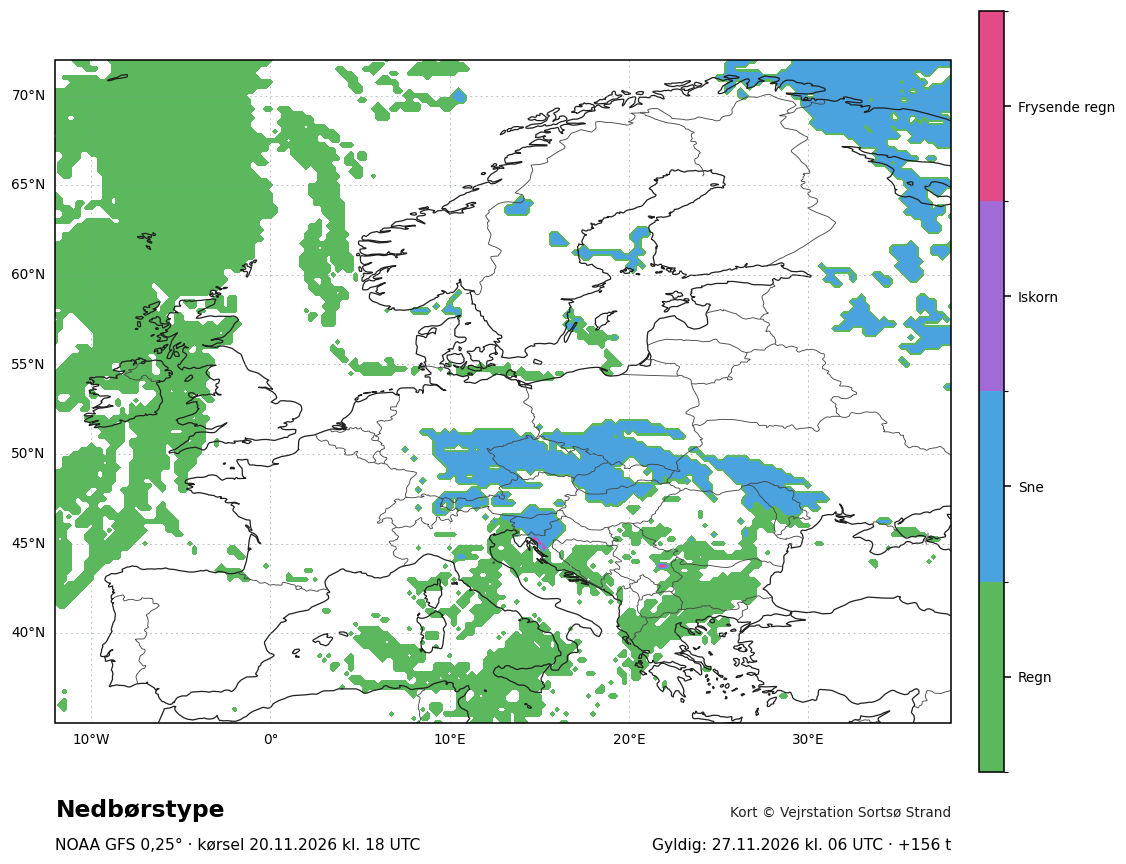 Frysende regn
Iskorn
Sne
Regn
70°N
65°N
60°N
55°N
50°N
45°N
40°N
10°W
0°
10°E
20°E
30°E
Nedbørstype
Kort © Vejrstation Sortsø Strand
NOAA GFS 0,25° · kørsel 20.11.2026 kl. 18 UTC
Gyldig: 27.11.2026 kl. 06 UTC · +156 t